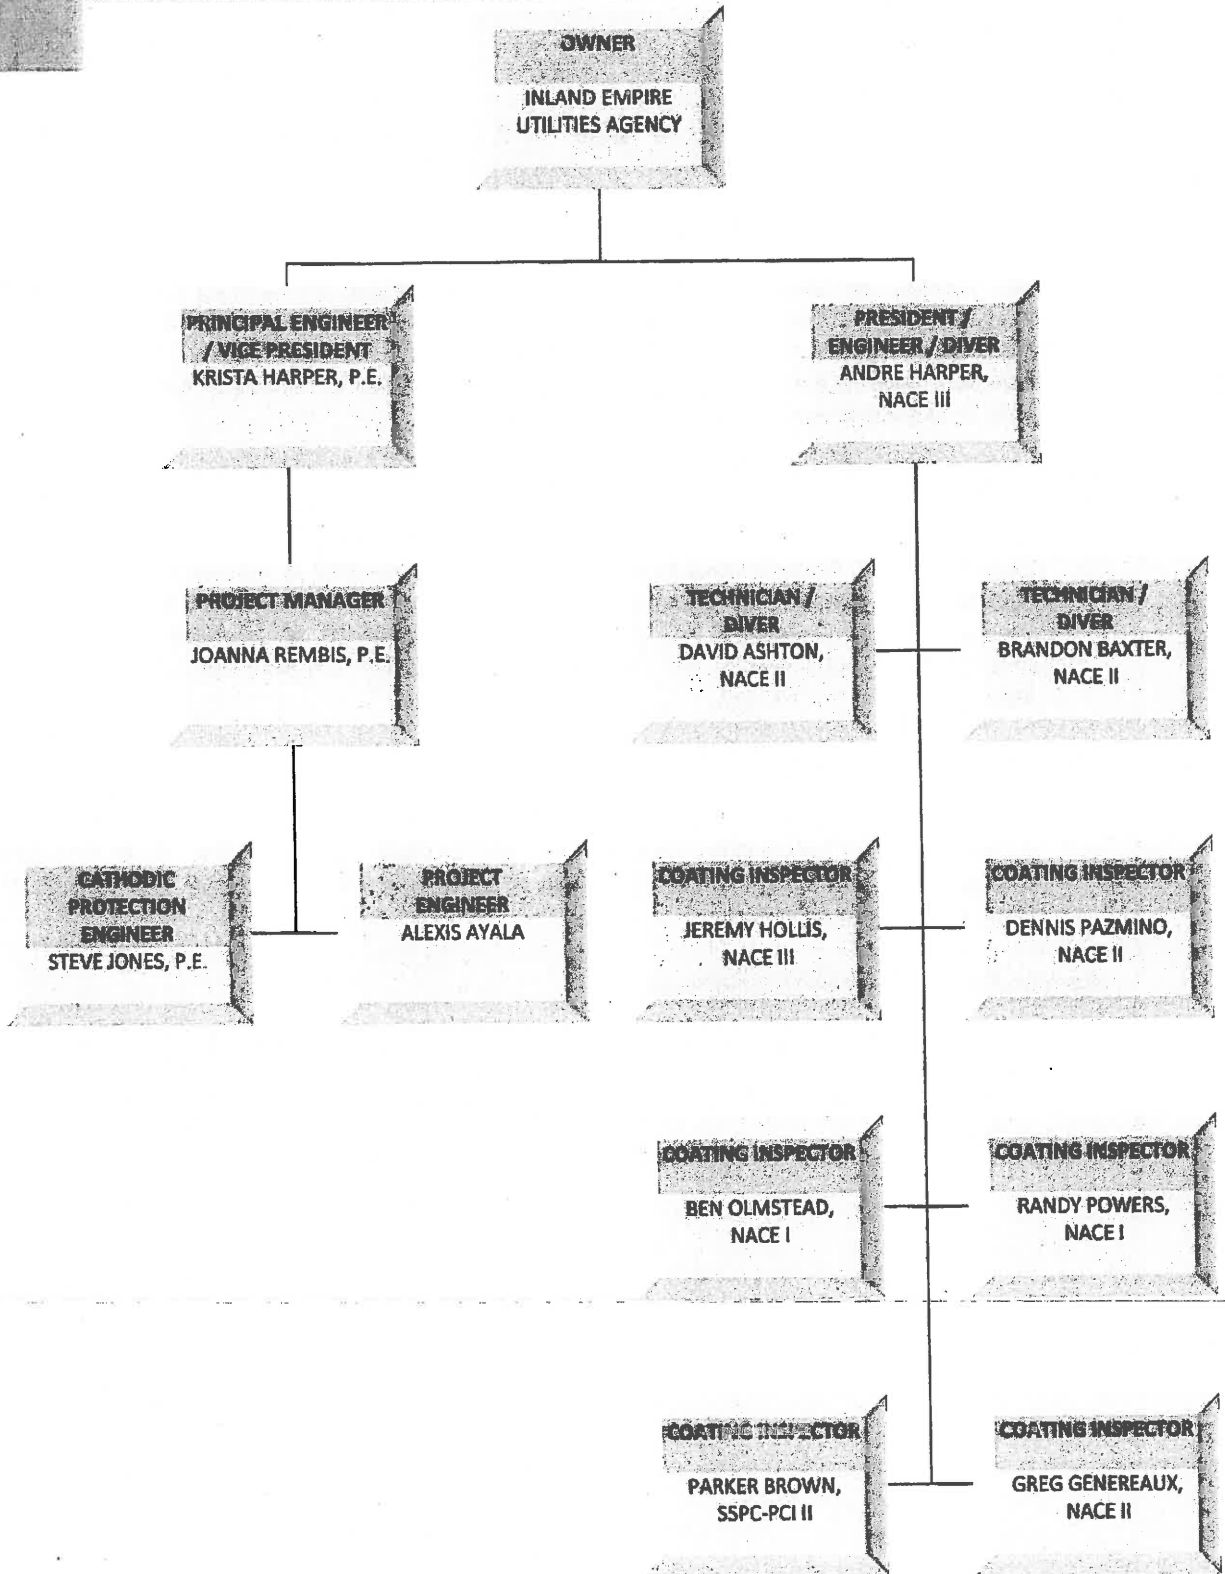 OWNER
INLAND EMPIRE
UTILITIES AGENCY
PRINCIPAL ENGINEER
/ VICE PRESIDENT
KRISTA HARPER, P.E.
PRESIDENT /
ENGINEER / DIVER
ANDRE HARPER,
NACE III
PROJECT MANAGER
JOANNA REMBIS, P.E.
TECHNICIAN /
DIVER
DAVID ASHTON,
NACE II
TECHNICIAN /
DIVER
BRANDON BAXTER,
NACE II
CATHODIC
PROTECTION
ENGINEER
STEVE JONES, P.E.
PROJECT
ENGINEER
ALEXIS AYALA
COATING INSPECTOR
JEREMY HOLLIS,
NACE III
COATING INSPECTOR
DENNIS PAZMINO,
NACE II
COATING INSPECTOR
BEN OLMSTEAD,
NACE I
COATING INSPECTOR
RANDY POWERS,
NACE I
COATING INSPECTOR
PARKER BROWN,
SSPC-PCI II
COATING INSPECTOR
GREG GENEREAUX,
NACE II